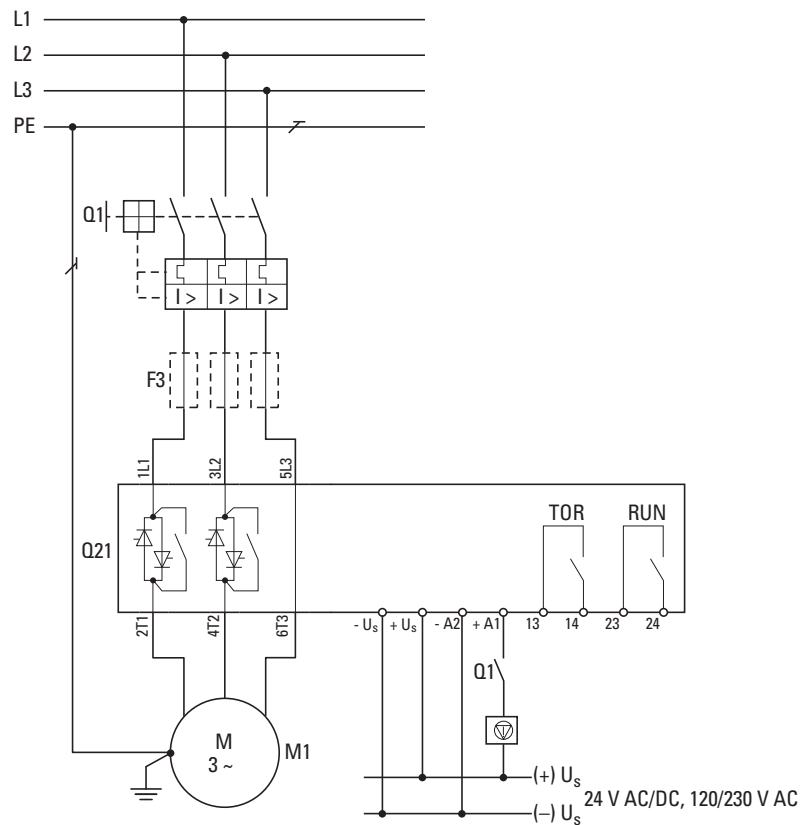 L1
L2
L3
PE
Q1
I > I > I >
F3
1L1 3L2 5L3
TOR RUN
Q21
2T1 4T2 6T3
- Us + Us - A2 + A1 13 14 23 24
Q1
M
3 ~
M1
(+) Us
24 V AC/DC, 120/230 V AC
(–) Us